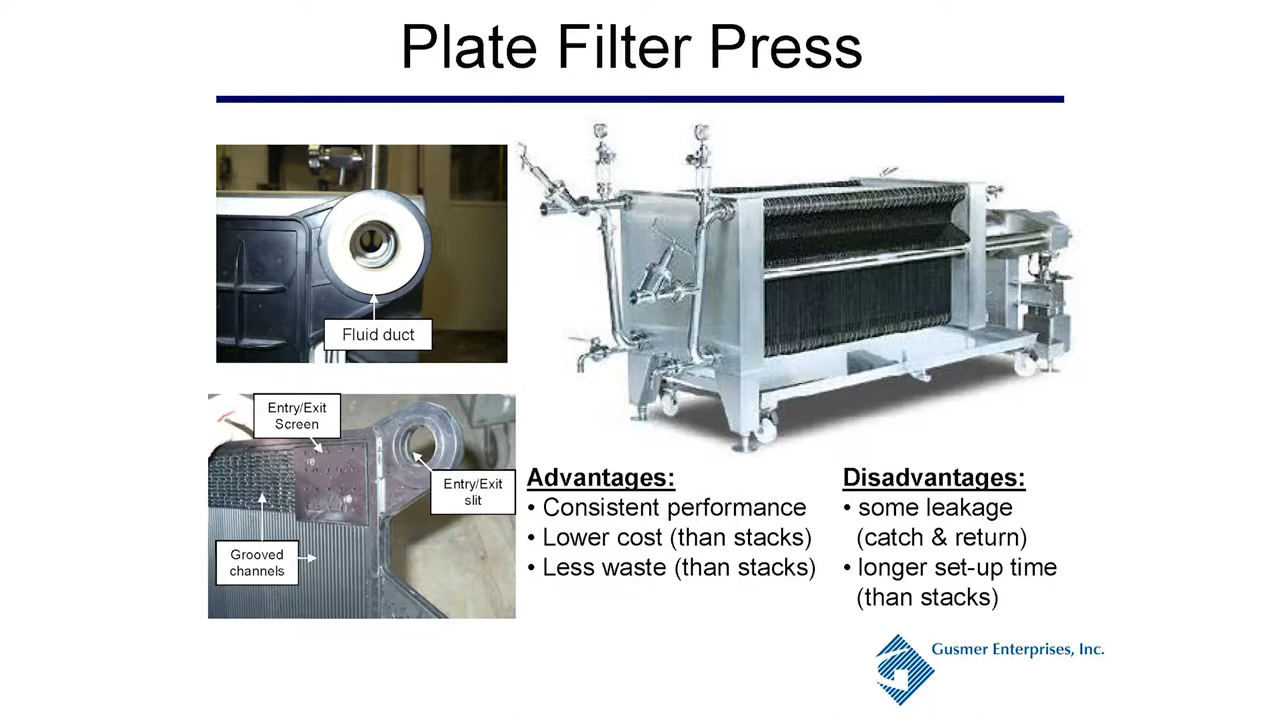 Plate Filter Press
Fluid duct
Entry/Exit
Screen
Entry/Exit
slit
Grooved
channels
Advantages:
• Consistent performance
• Lower cost (than stacks)
• Less waste (than stacks)
Disadvantages:
• some leakage
(catch & return)
• longer set-up time
(than stacks)
Gusmer Enterprises, Inc.